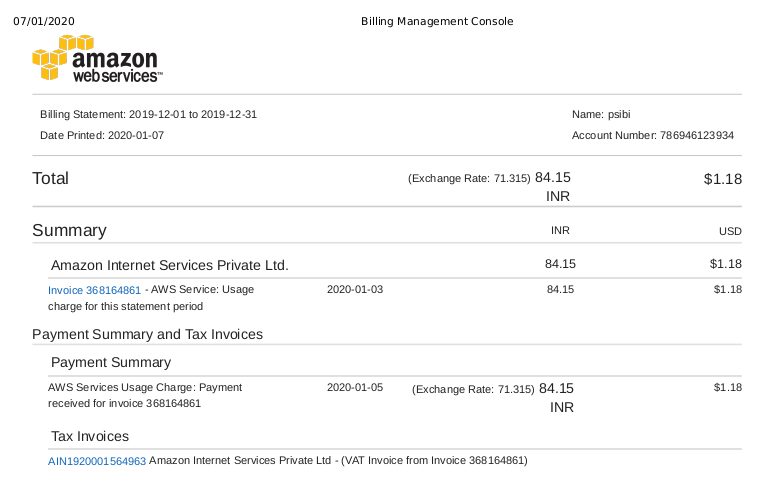 07/01/2020 Billing Management Console
amazon
web services™
Billing Statement: 2019-12-01 to 2019-12-31 Name: psibi
Date Printed: 2020-01-07 Account Number: 786946123934
Total (Exchange Rate: 71.315) 84.15 $1.18
INR
Summary INR USD
Amazon Internet Services Private Ltd. 84.15 $1.18
Invoice 368164861 - AWS Service: Usage 2020-01-03 84.15 $1.18
charge for this statement period
Payment Summary and Tax Invoices
Payment Summary
AWS Services Usage Charge: Payment 2020-01-05 (Exchange Rate: 71.315) 84.15 $1.18
received for invoice 368164861 INR
Tax Invoices
AIN1920001564963 Amazon Internet Services Private Ltd - (VAT Invoice from Invoice 368164861)